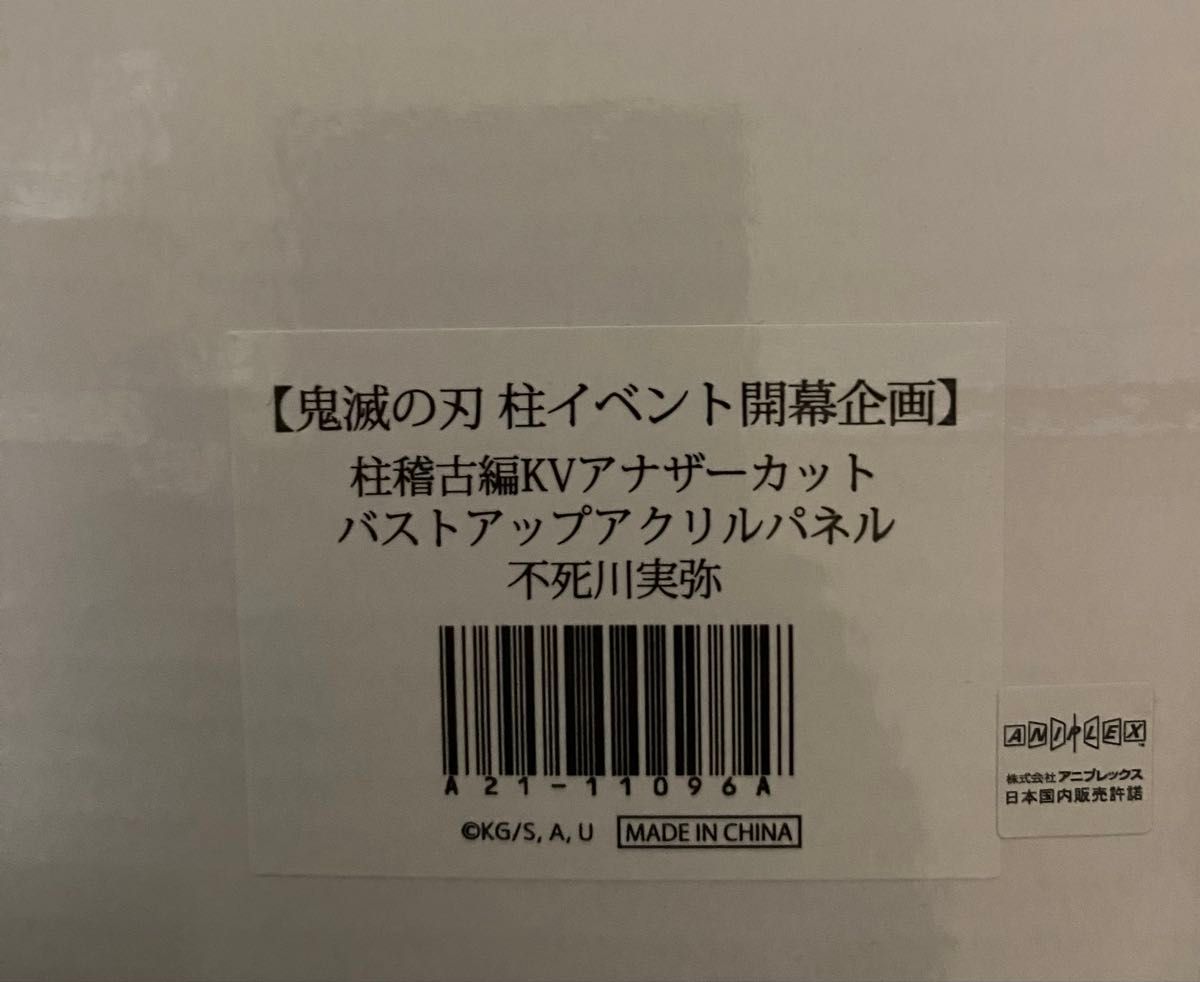 【鬼滅の刃 柱イベント開幕企画】
柱稽古編KVアナザーカット
バストアップアクリルパネル
不死川実弥
A21-11096A
©KG/S, A, U MADE IN CHINA
ANIPLEX
株式会社 アニプレックス
日本国内販売許諾